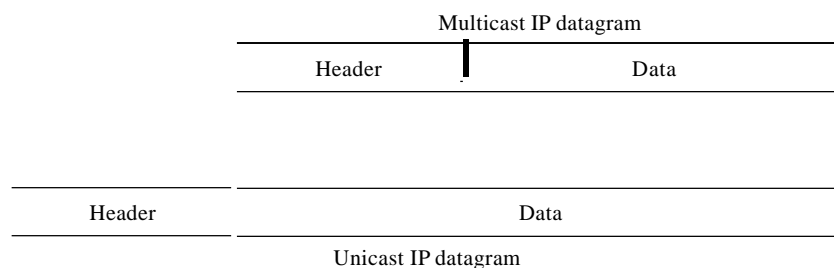 Multicast IP datagram
Header Data
Header Data
Unicast IP datagram